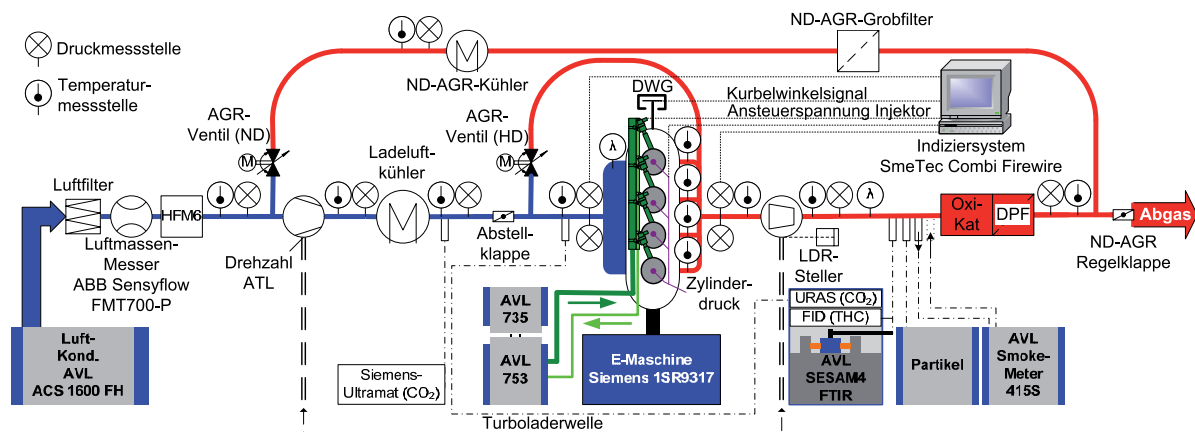 Druckmessstelle
Temperatur-
messstelle
ND-AGR-Grobfilter
ND-AGR-Kühler
DWG
Kurbelwinkelsignal
Ansteuerspannung Injektor
Indiziersystem
SmeTec Combi Firewire
AGR-
Ventil (ND)
M
AGR-
Ventil (HD)
M
λ
Ladeluft-
kühler
Luftfilter
HFM6
Luftmassen-
Messer
ABB Sensyflow
FMT700-P
Drehzahl
ATL
Abstell-
klappe
Zylinder-
druck
λ
LDR-
Steller
Oxi-
Kat
DPF
Abgas
ND-AGR
Regelklappe
Luft-
Kond.
AVL
ACS 1600 FH
Siemens-
Ultramat (CO₂)
AVL
735
AVL
753
E-Maschine
Siemens 1SR9317
URAS (CO₂)
FID (THC)
AVL
SESAM4
FTIR
Partikel
AVL
Smoke-
Meter
415S
Turboladerwelle